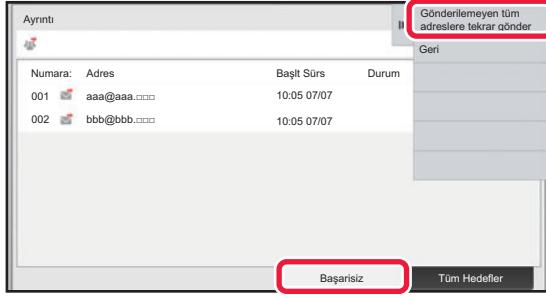 Ayrıntı
Gönderilemeyen tüm
adreslere tekrar gönder
Geri
Numara: Adres Başlt Sürs Durum
001 aaa@aaa.□□□ 10:05 07/07
002 bbb@bbb.□□□ 10:05 07/07
Başarisiz Tüm Hedefler